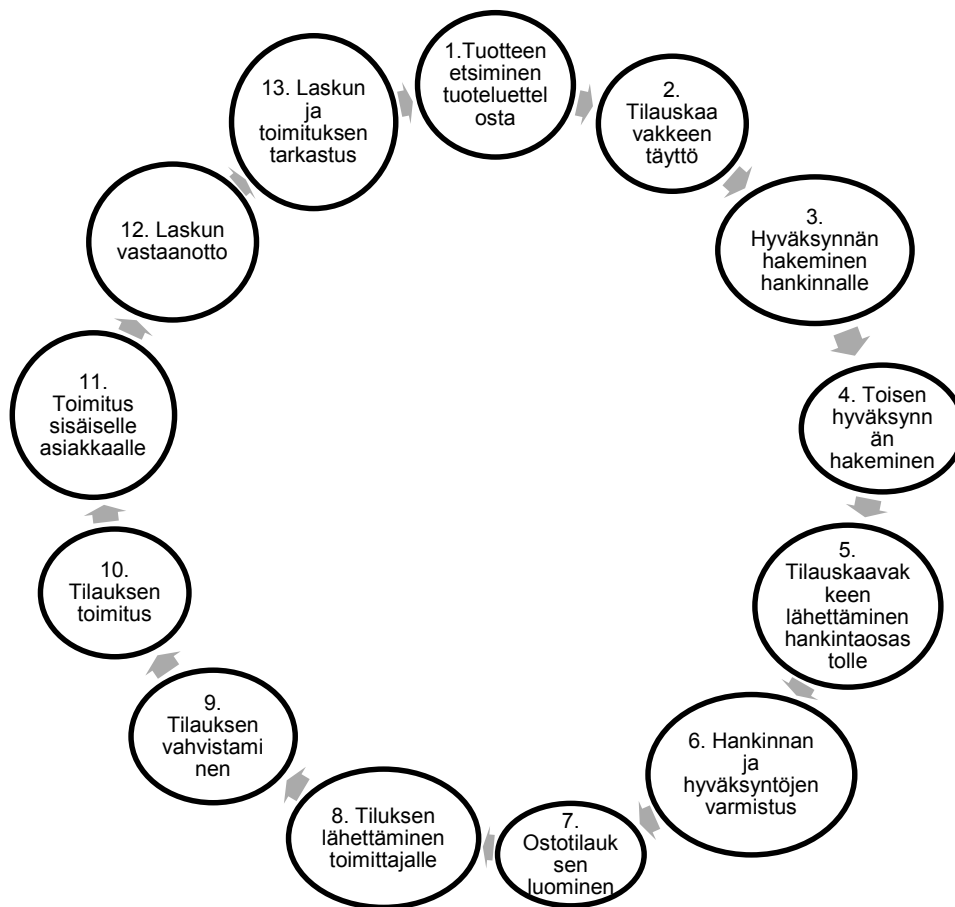 1.Tuotteen
etsiminen
tuoteluettel
osta
2.
Tilauskaa
vakkeen
täyttö
3.
Hyväksynnän
hakeminen
hankinnalle
4. Toisen
hyväksynn
än
hakeminen
5.
Tilauskaavak
keen
lähettäminen
hankintaosas
tolle
6. Hankinnan
ja
hyväksyntöjen
varmistus
7.
Ostotilauk
sen
luominen
8. Tiluksen
lähettäminen
toimittajalle
9.
Tilauksen
vahvistami
nen
10.
Tilauksen
toimitus
11.
Toimitus
sisäiselle
asiakkaalle
12. Laskun
vastaanotto
13. Laskun
ja
toimituksen
tarkastus